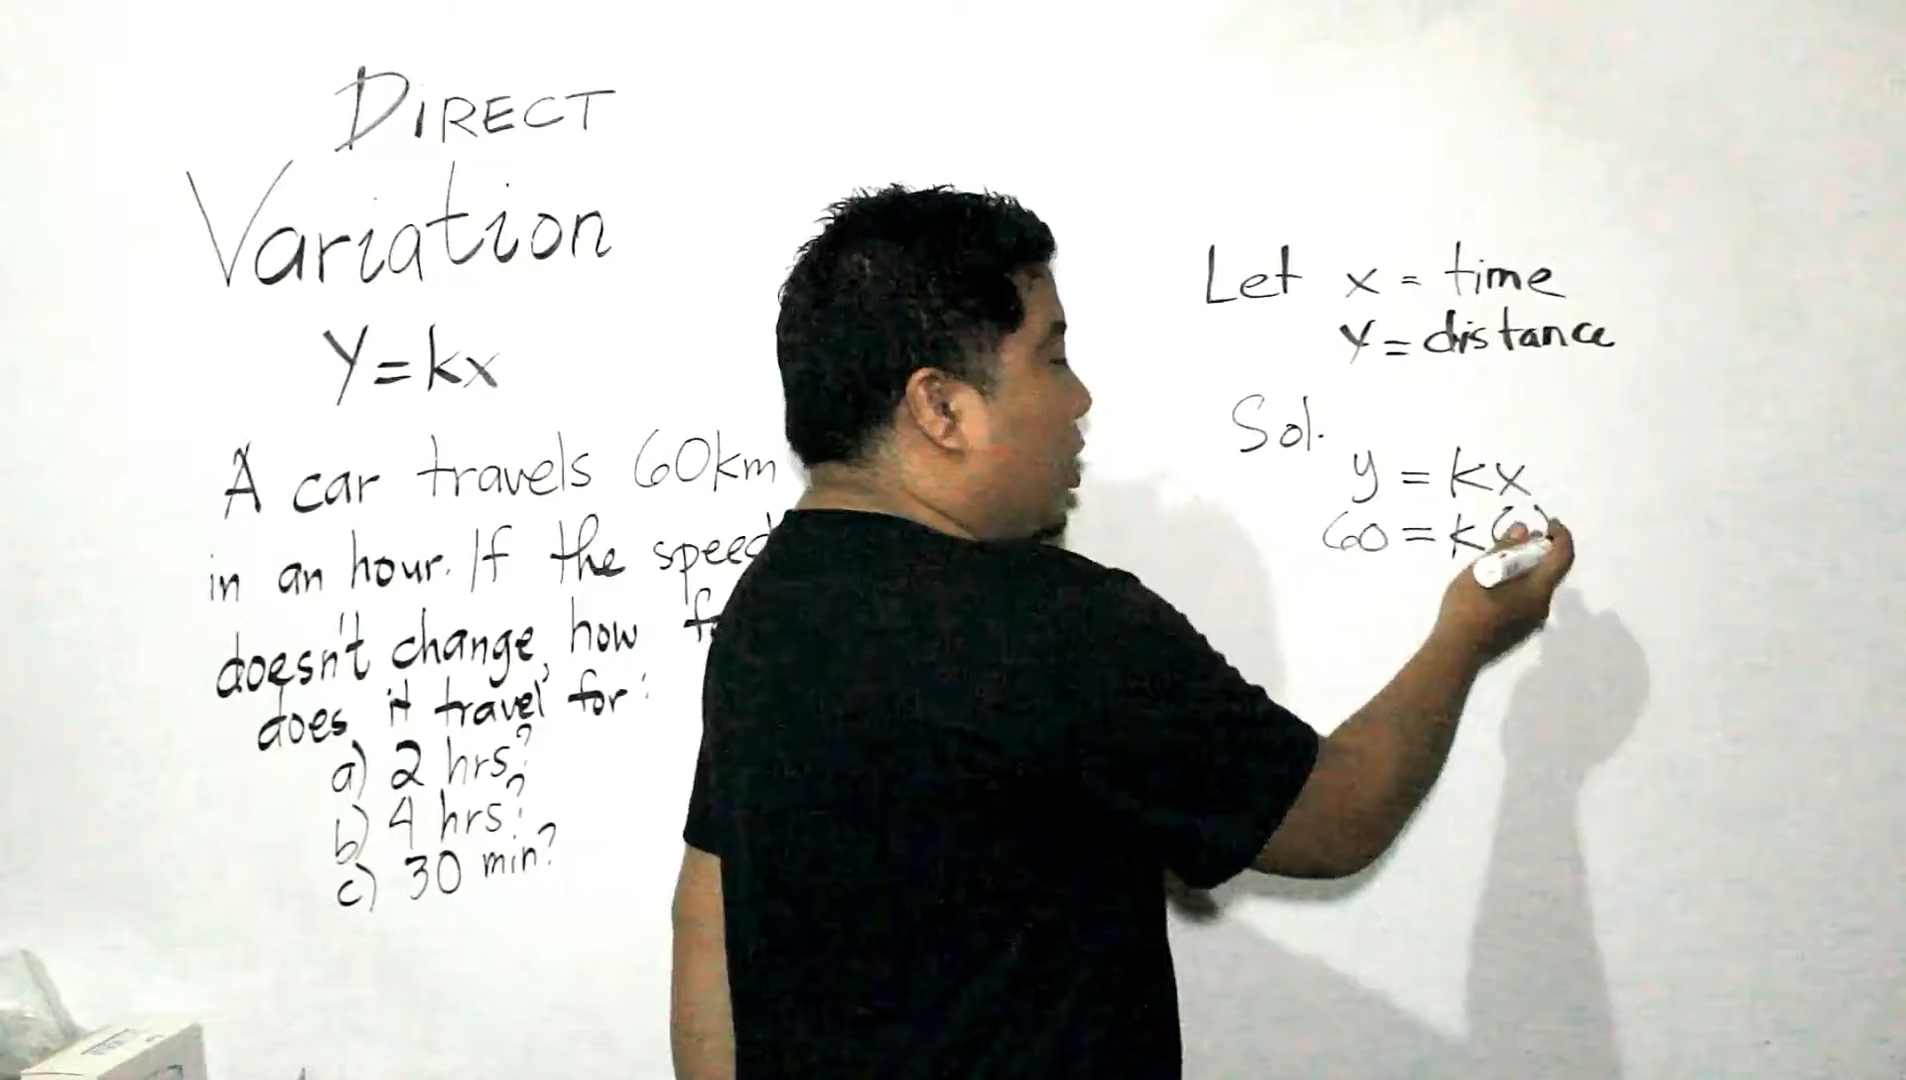 DIRECT
Variation
Y=kx
A car travels 60km
in an hour. If the speed
doesn't change, how
does it travel for:
a) 2 hrs?
b) 4 hrs?
c) 30 min?
Let x = time
y = distance
Sol.
y = kx
60 = k(